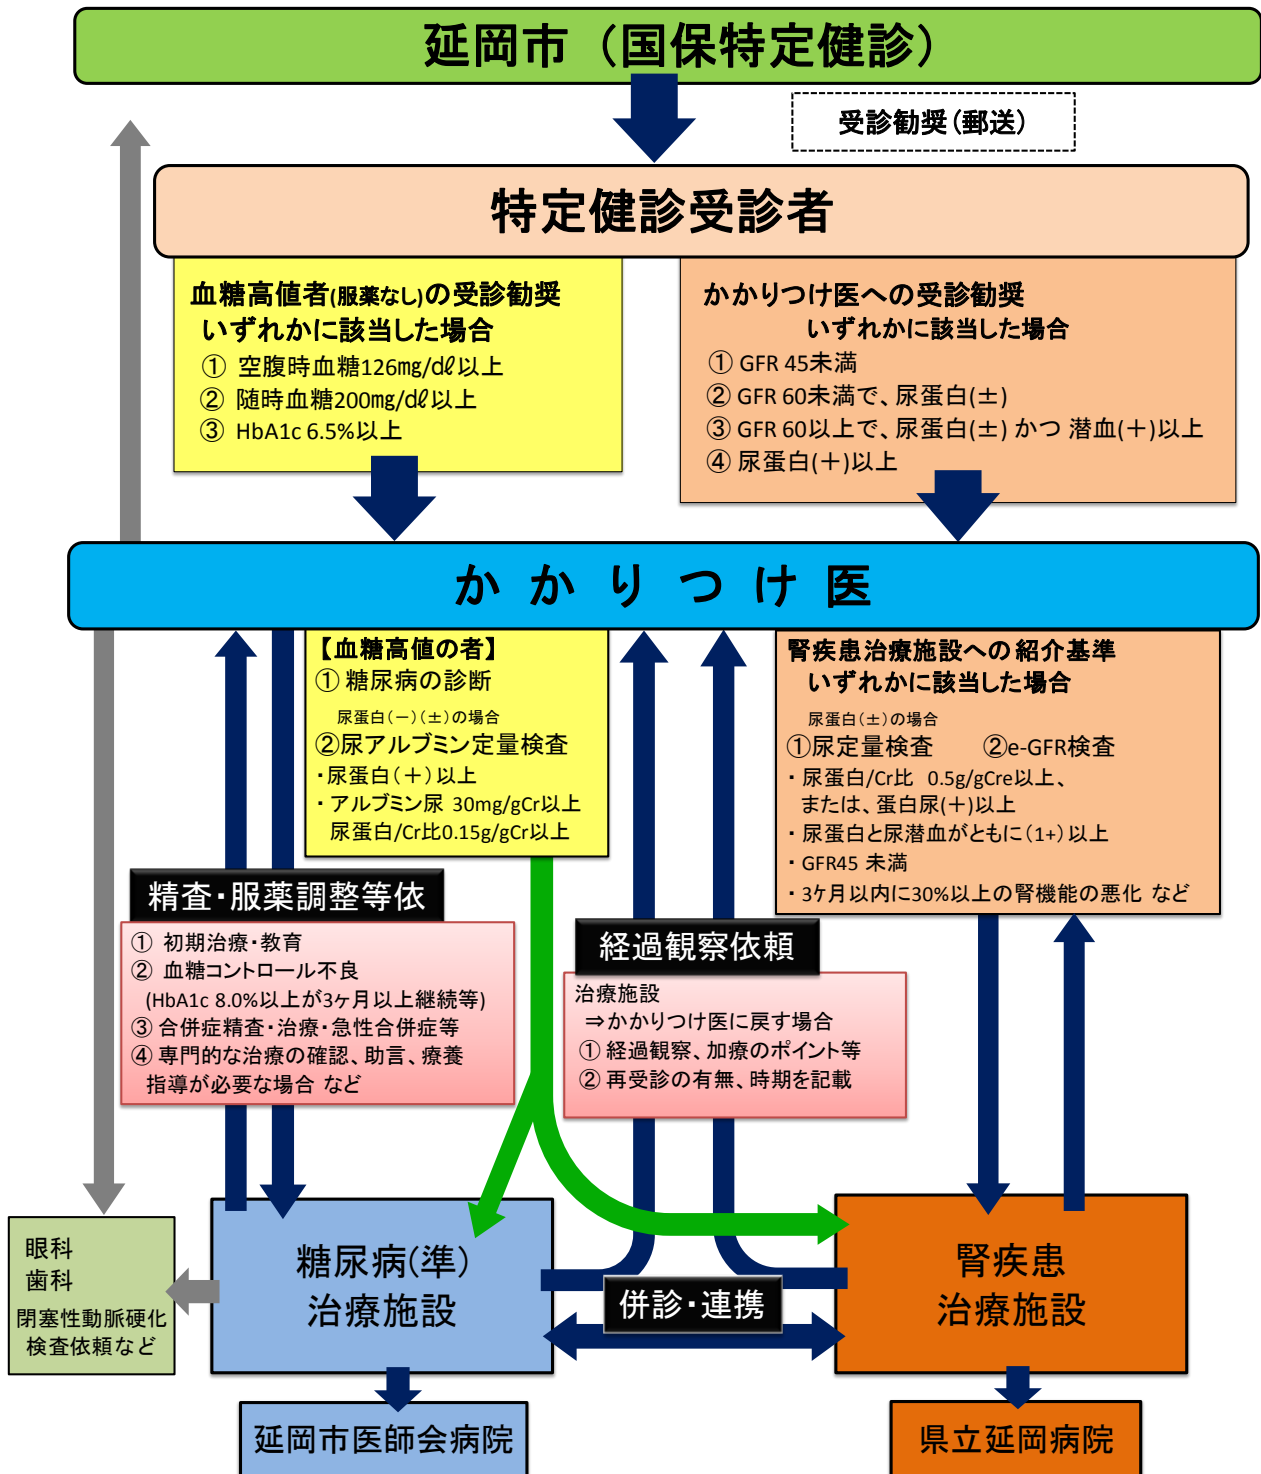 延岡市（国保特定健診）
受診勧奨（郵送）
特定健診受診者
血糖高値者(服薬なし)の受診勧奨
いずれかに該当した場合
① 空腹時血糖126㎎/dℓ以上
② 随時血糖200㎎/dℓ以上
③ HbA1c 6.5%以上
かかりつけ医への受診勧奨
いずれかに該当した場合
① GFR 45未満
② GFR 60未満で、尿蛋白(±)
③ GFR 60以上で、尿蛋白(±) かつ 潜血(＋)以上
④ 尿蛋白(＋)以上
かかりつけ医
【血糖高値の者】
① 糖尿病の診断
尿蛋白（－）（±）の場合
②尿アルブミン定量検査
・尿蛋白（＋）以上
・アルブミン尿 30mg/gCr以上
尿蛋白/Cr比0.15g/gCr以上
腎疾患治療施設への紹介基準
いずれかに該当した場合
尿蛋白（±）の場合
①尿定量検査　②e-GFR検査
・尿蛋白/Cr比 0.5g/gCre以上、
または、蛋白尿(+)以上
・尿蛋白と尿潜血がともに（1+）以上
・GFR45 未満
・3ケ月以内に30%以上の腎機能の悪化 など
精査・服薬調整等依
① 初期治療・教育
② 血糖コントロール不良
(HbA1c 8.0%以上が3ヶ月以上継続等)
③ 合併症精査・治療・急性合併症等
④ 専門的な治療の確認、助言、療養
指導が必要な場合 など
経過観察依頼
治療施設
⇒かかりつけ医に戻す場合
① 経過観察、加療のポイント等
② 再受診の有無、時期を記載
眼科
歯科
閉塞性動脈硬化
検査依頼など
糖尿病(準)
治療施設
併診・連携
腎疾患
治療施設
延岡市医師会病院
県立延岡病院